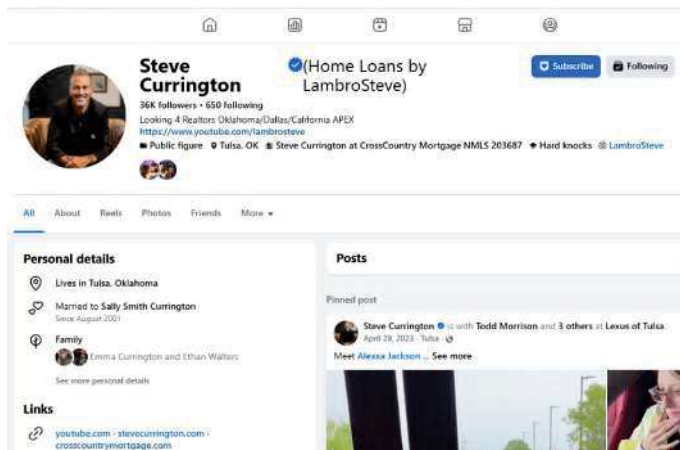 Steve Currington
(Home Loans by LambroSteve)
Subscribe
Following
36K followers • 650 following
Looking 4 Realtors Oklahoma/Dallas/California APEX
https://www.youtube.com/lambrosteve
Public figure Tulsa, OK Steve Currington at CrossCountry Mortgage NMLS 203687 Hard knocks LambroSteve
All About Reels Photos Friends More
Personal details
Lives in Tulsa, Oklahoma
Married to Sally Smith Currington
Since August 2001
Family
Emma Currington and Ethan Walters
See more personal details
Links
youtube.com · stevecurrington.com ·
crosscountrymortgage.com
Posts
Pinned post
Steve Currington is with Todd Morrison and 3 others at Lexus of Tulsa.
April 28, 2023 · Tulsa ·
Meet Alexxa Jackson ... See more